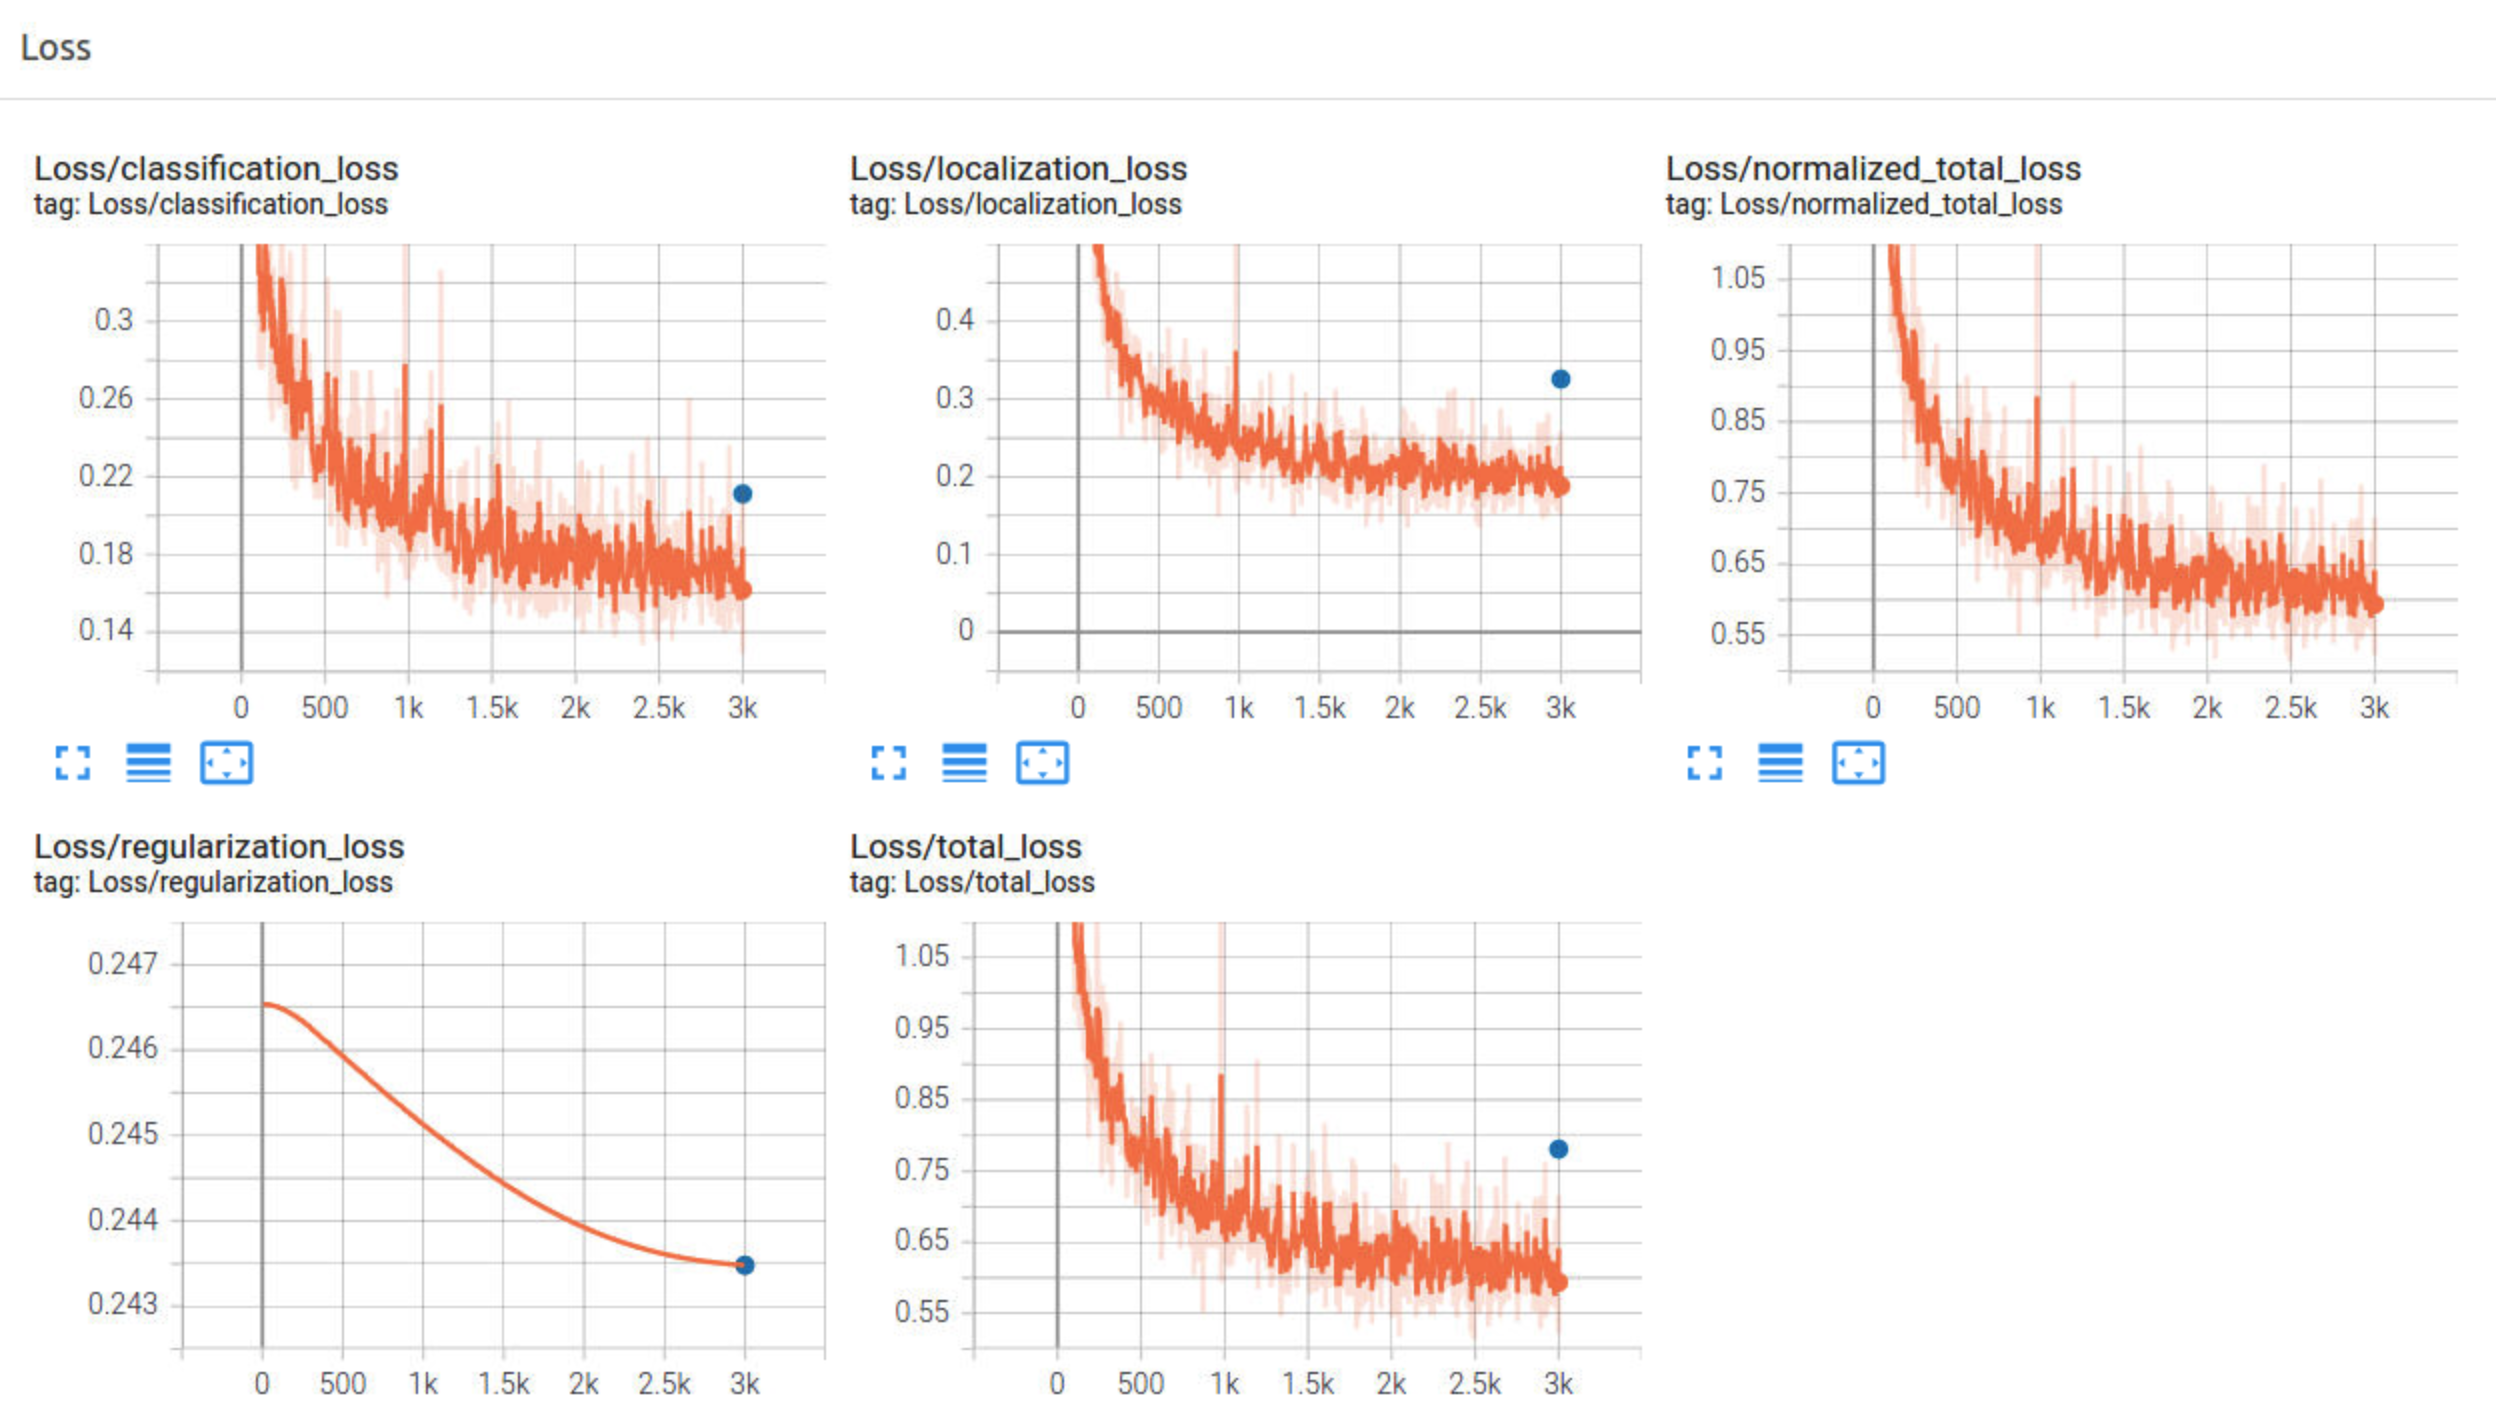 Loss
Loss/classification_loss
tag: Loss/classification_loss
0.3
0.26
0.22
0.18
0.14
0 500 1k 1.5k 2k 2.5k 3k
Loss/localization_loss
tag: Loss/localization_loss
0.4
0.3
0.2
0.1
0
0 500 1k 1.5k 2k 2.5k 3k
Loss/normalized_total_loss
tag: Loss/normalized_total_loss
1.05
0.95
0.85
0.75
0.65
0.55
0 500 1k 1.5k 2k 2.5k 3k
Loss/regularization_loss
tag: Loss/regularization_loss
0.247
0.246
0.245
0.244
0.243
0 500 1k 1.5k 2k 2.5k 3k
Loss/total_loss
tag: Loss/total_loss
1.05
0.95
0.85
0.75
0.65
0.55
0 500 1k 1.5k 2k 2.5k 3k